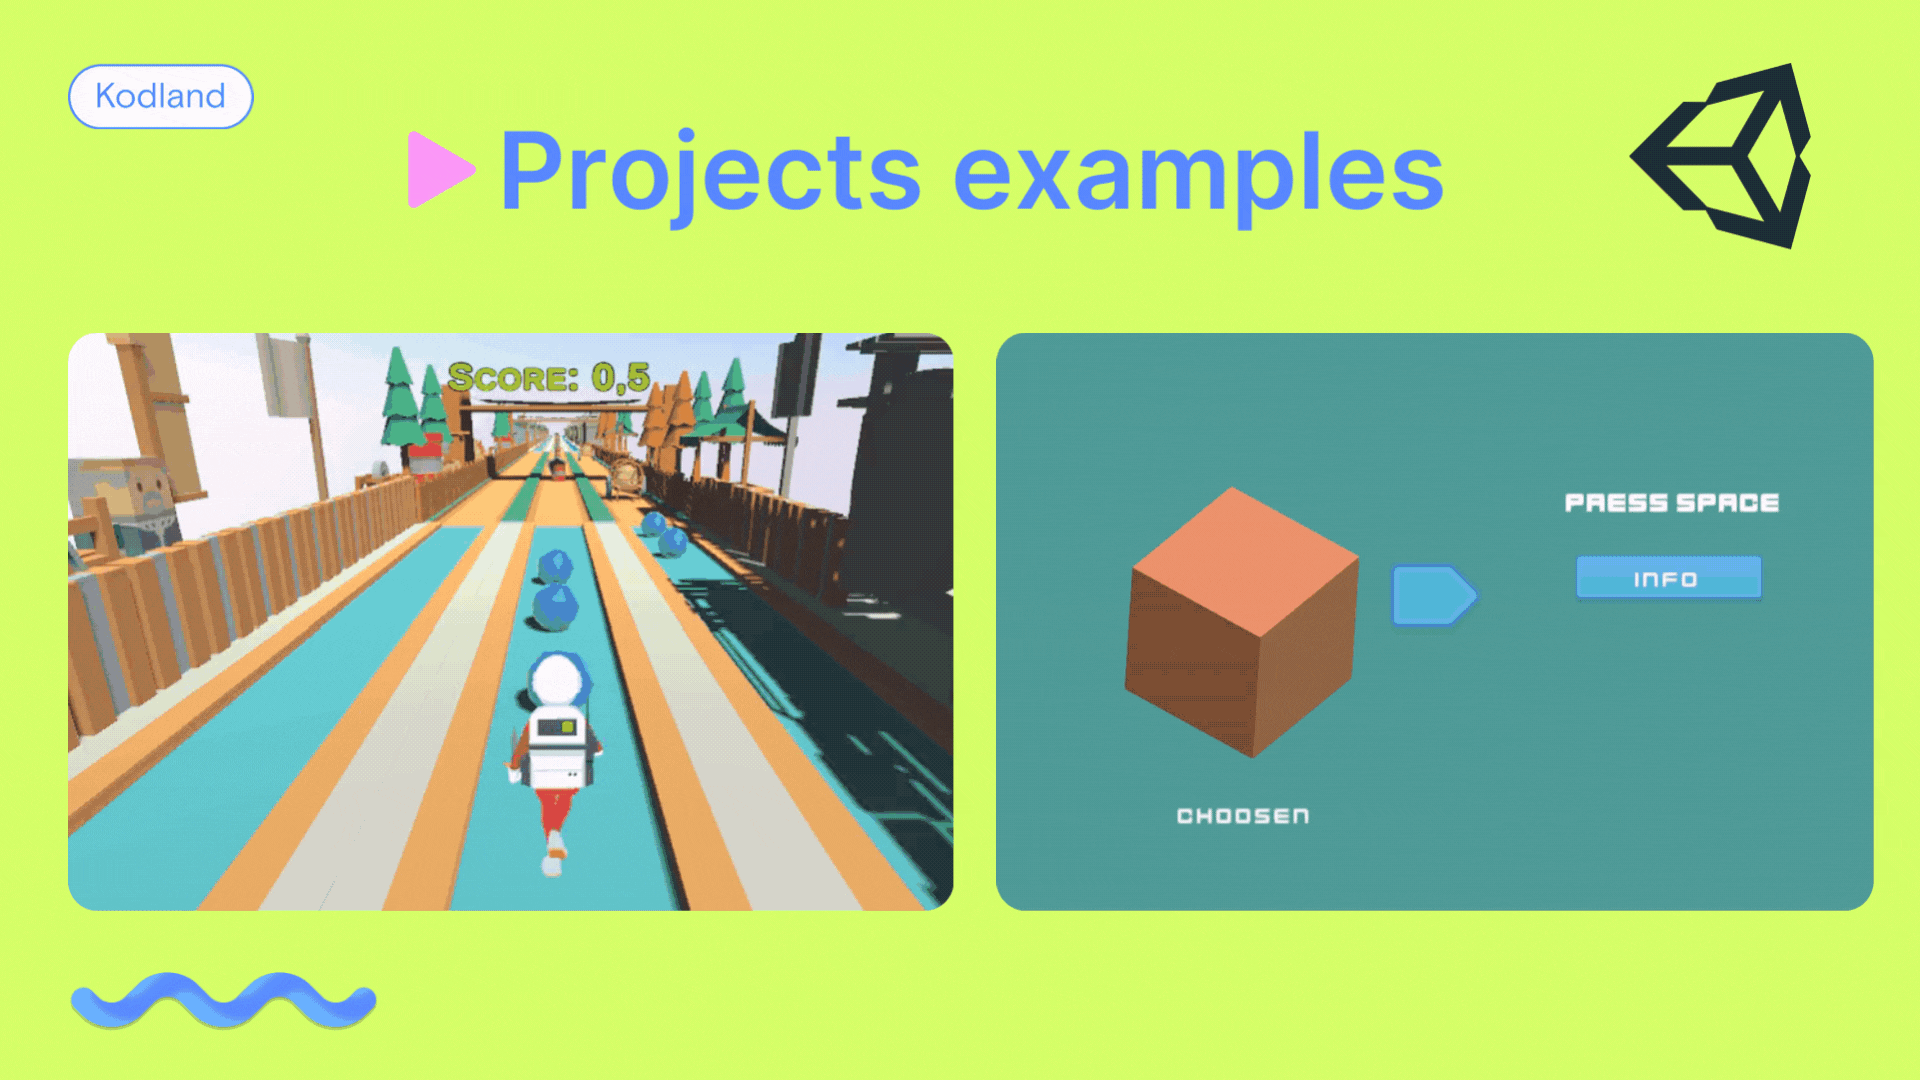 Kodland
Projects examples
SCORE: 0,5
PRESS SPACE
INFO
CHOOSEN